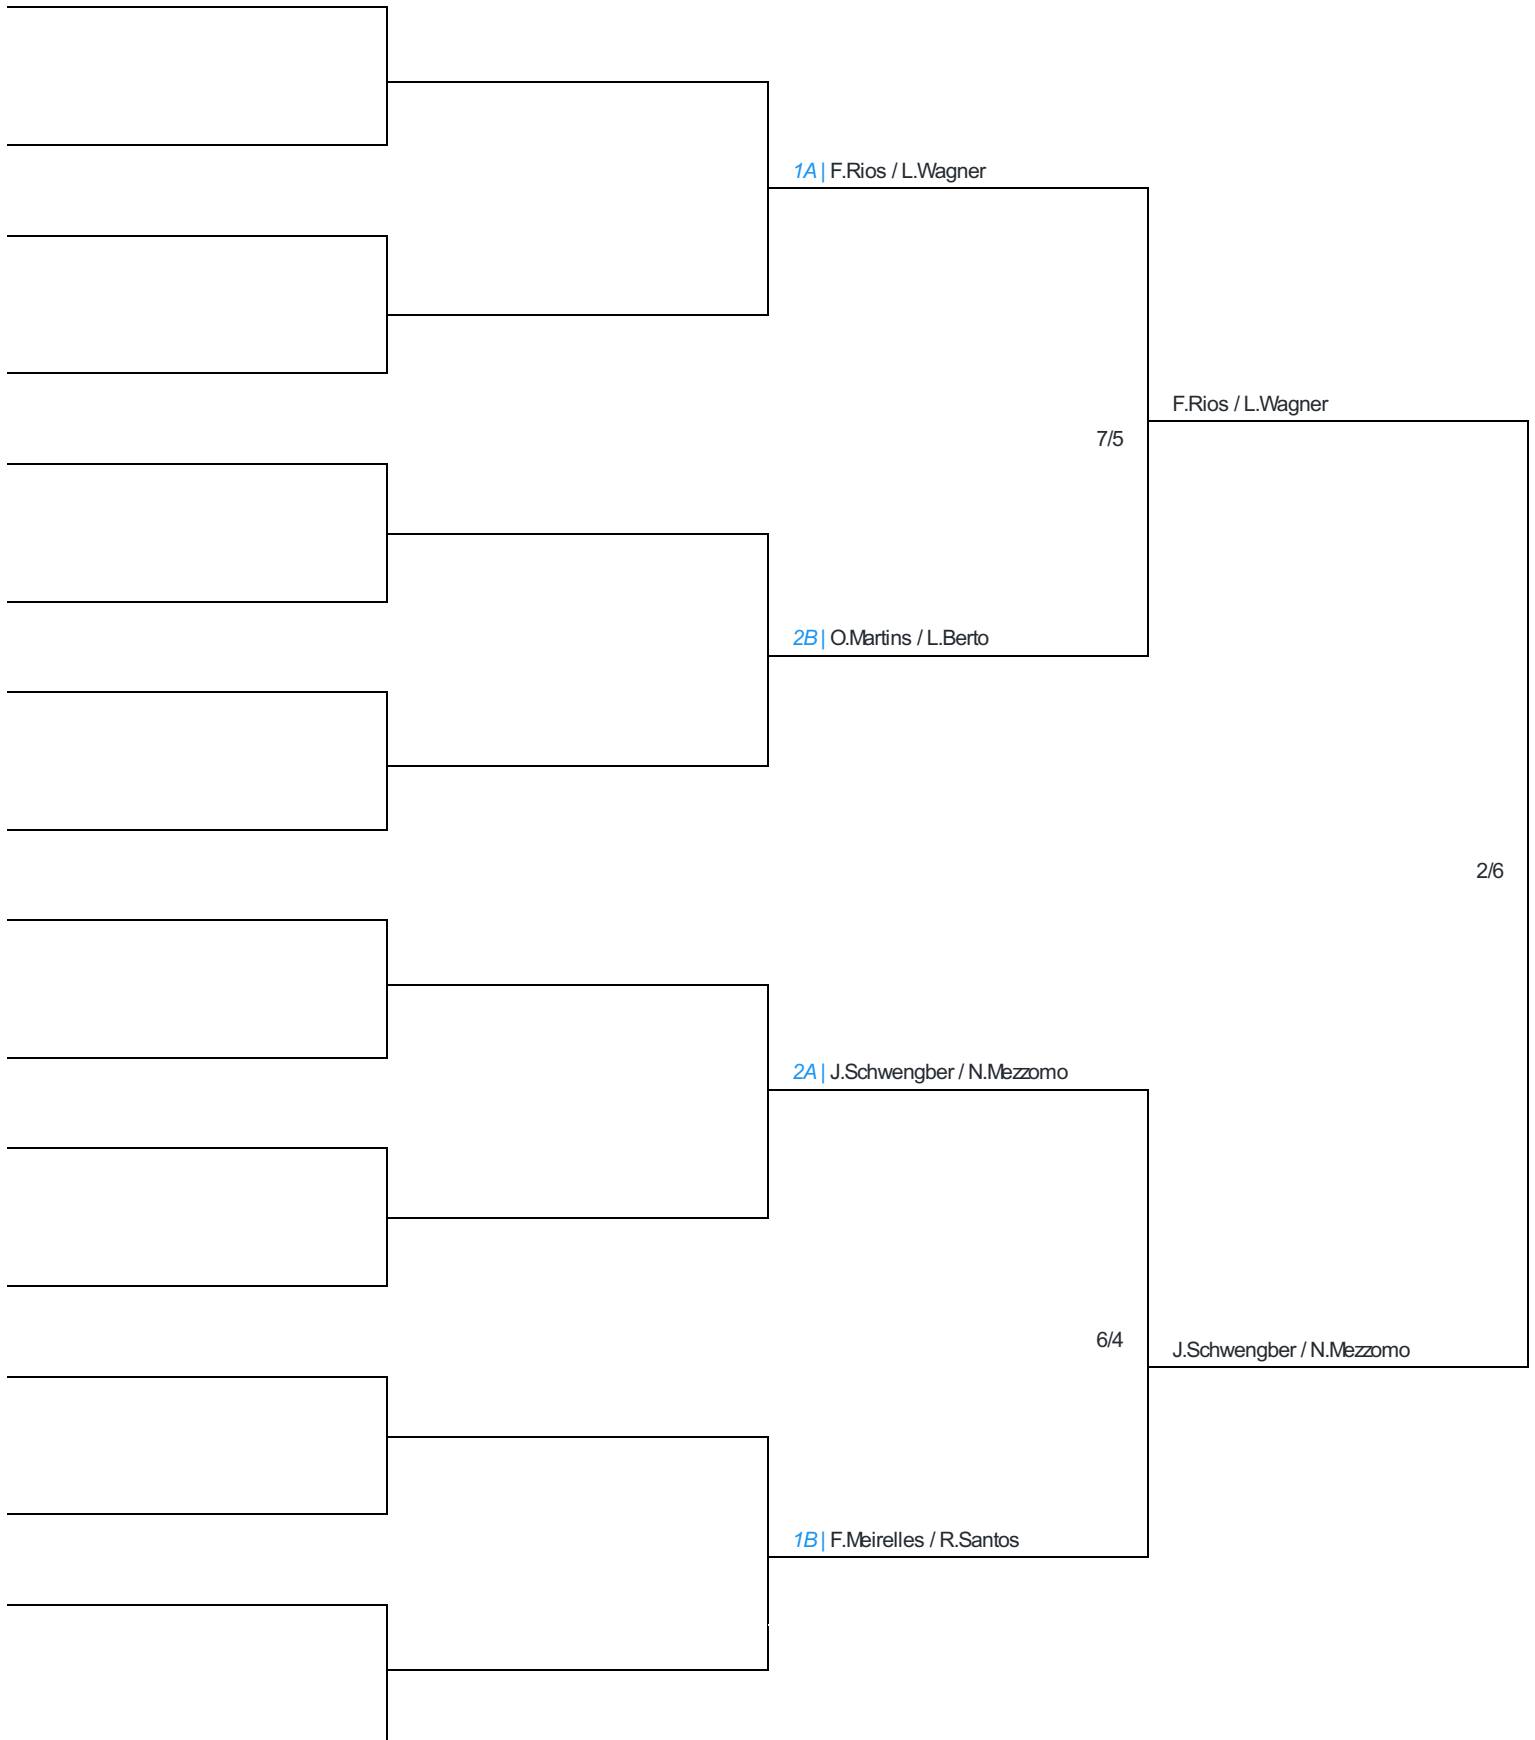 1A | F.Rios / L.Wagner
F.Rios / L.Wagner
7/5
2B | O.Martins / L.Berto
2/6
2A | J.Schwengber / N.Mezzomo
6/4
J.Schwengber / N.Mezzomo
1B | F.Meirelles / R.Santos